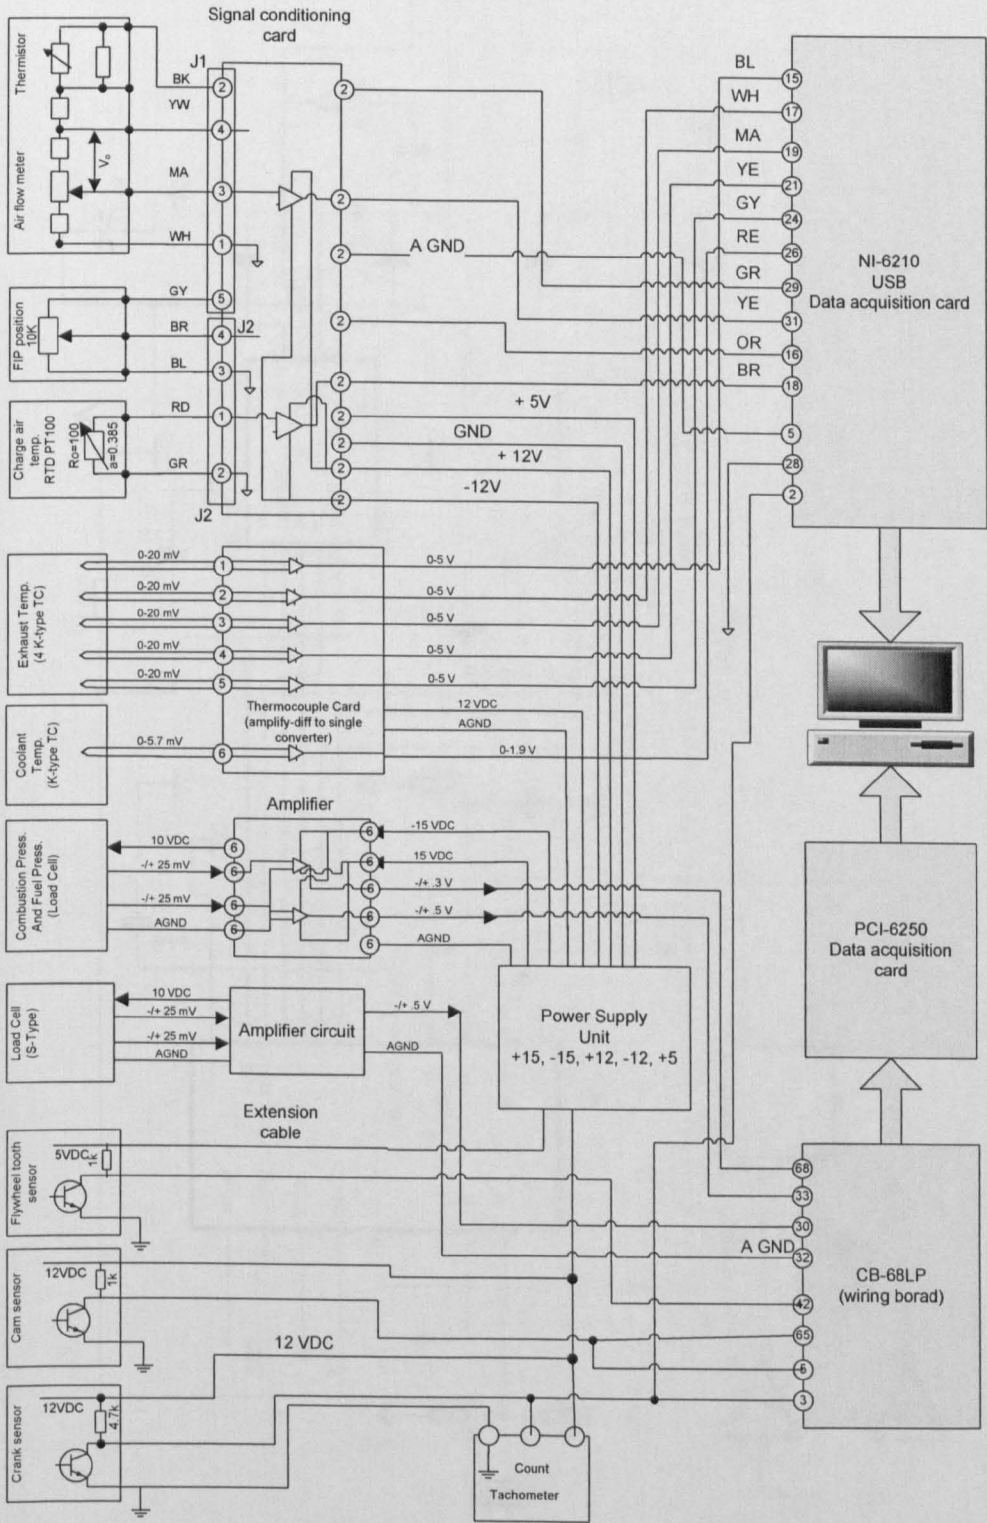 Signal conditioning
card
Thermistor
Air flow meter
Vo
J1
BK
2
YW
4
MA
3
WH
1
GY
5
FIP position
10K
BR
4
J2
BL
3
Charge air
temp.
RTD PT100
Ro=100
a=0.385
RD
1
GR
2
J2
2
2
2
2
2
2
2
2
2
A GND
+ 5V
GND
+ 12V
-12V
BL
15
WH
17
MA
19
YE
21
GY
24
RE
26
GR
29
YE
31
OR
16
BR
18
5
28
2
NI-6210
USB
Data acquisition card
Exhaust Temp.
(4 K-type TC)
0-20 mV
1
0-5 V
0-20 mV
2
0-5 V
0-20 mV
3
0-5 V
0-20 mV
4
0-5 V
0-20 mV
5
0-5 V
Thermocouple Card
(amplify-diff to single
converter)
12 VDC
AGND
Coolant
Temp.
(K-type TC)
0-5.7 mV
6
0-1.9 V
Amplifier
Combustion Press.
And Fuel Press.
(Load Cell)
10 VDC
6
-/+ 25 mV
6
-/+ 25 mV
6
AGND
6
6
-15 VDC
6
15 VDC
6
-/+ .3 V
6
-/+ .5 V
6
AGND
Load Cell
(S-Type)
10 VDC
-/+ 25 mV
-/+ 25 mV
AGND
Amplifier circuit
-/+ .5 V
AGND
Power Supply
Unit
+15, -15, +12, -12, +5
PCI-6250
Data acquisition
card
Extension
cable
Flywheel tooth
sensor
5VDC
1k
Cam sensor
12VDC
1k
12 VDC
Crank sensor
12VDC
4.7k
Count
Tachometer
68
33
30
A GND
32
42
65
5
3
CB-68LP
(wiring borad)